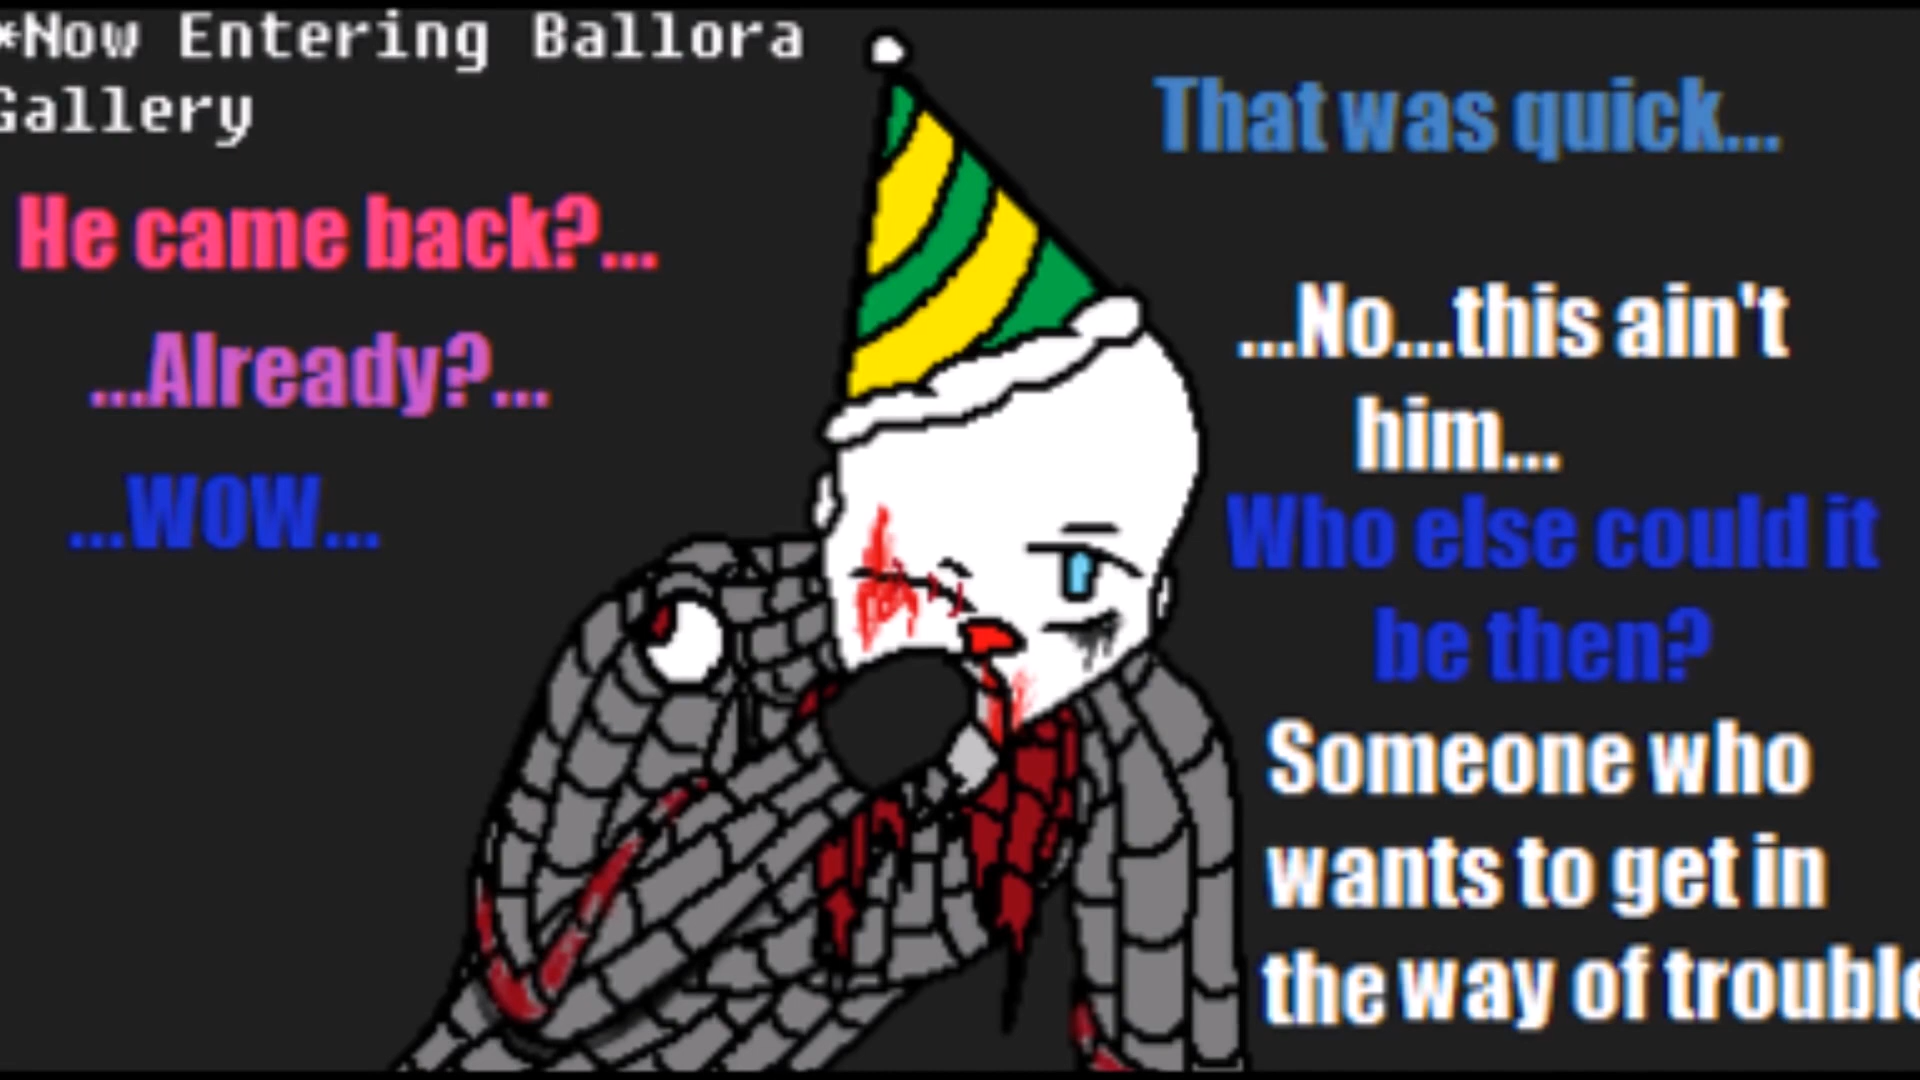 *Now Entering Ballora
Gallery
He came back?...
...Already?...
...WOW...
That was quick...
...No...this ain't
him...
Who else could it
be then?
Someone who
wants to get in
the way of trouble